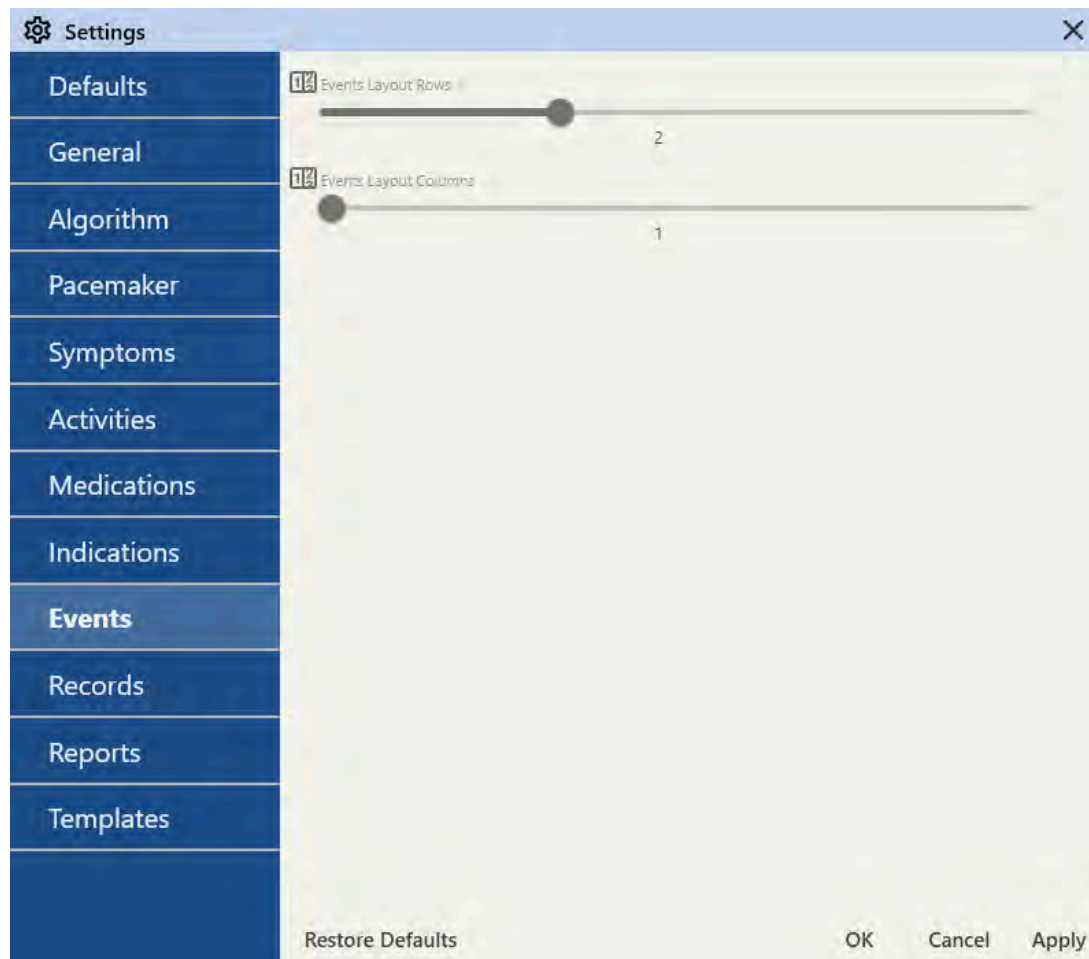 Settings
Defaults
General
Algorithm
Pacemaker
Symptoms
Activities
Medications
Indications
Events
Records
Reports
Templates
Events Layout Rows
2
Events Layout Columns
1
Restore Defaults
OK
Cancel
Apply